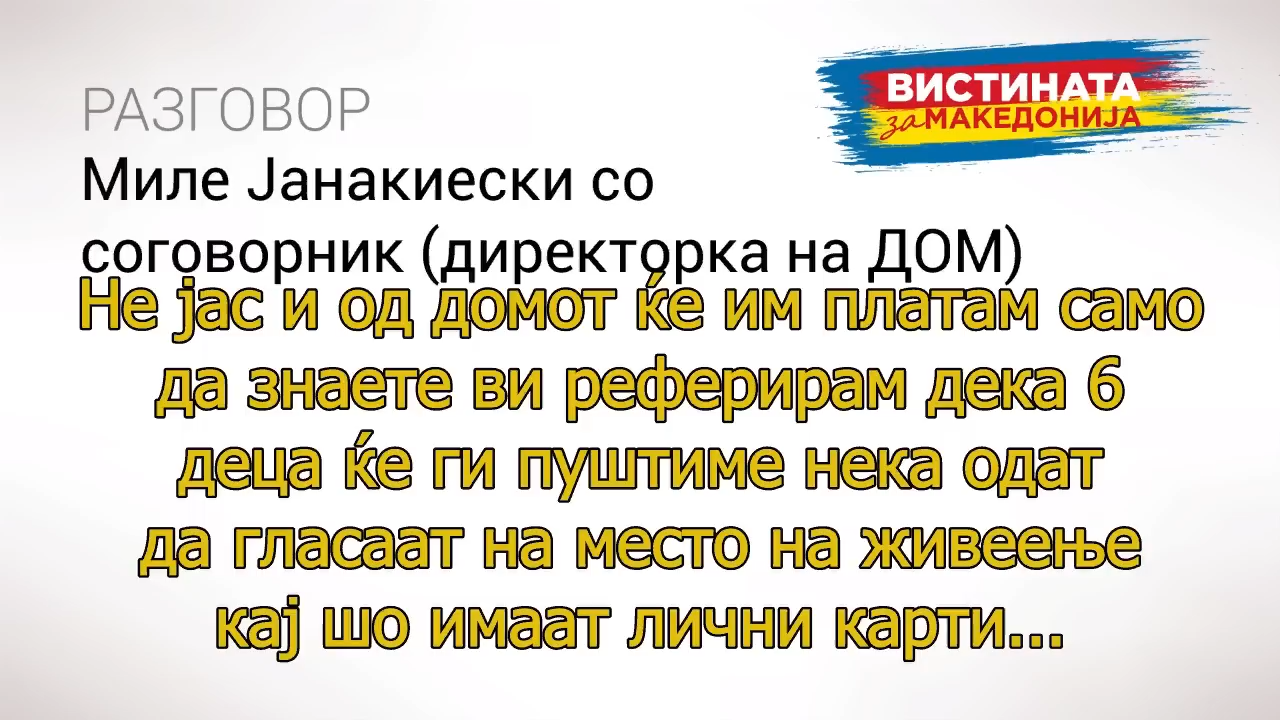 РАЗГОВОР
ВИСТИНАТА
за МАКЕДОНИЈА
Миле Јанакиески со
соговорник (директорка на ДОМ)
Не јас и од домот ќе им платам само
да знаете ви реферирам дека 6
деца ќе ги пуштиме нека одат
да гласаат на место на живеење
кај шо имаат лични карти...